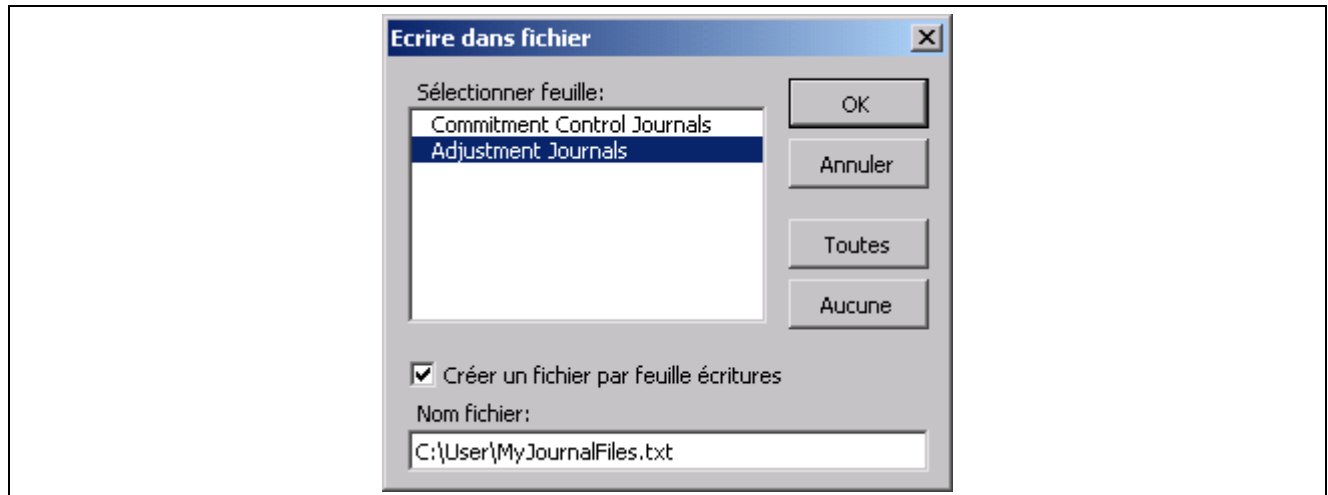 Ecrire dans fichier
Sélectionner feuille:
Commitment Control Journals
Adjustment Journals
OK
Annuler
Toutes
Aucune
Créer un fichier par feuille écritures
Nom fichier:
C:\User\MyJournalFiles.txt